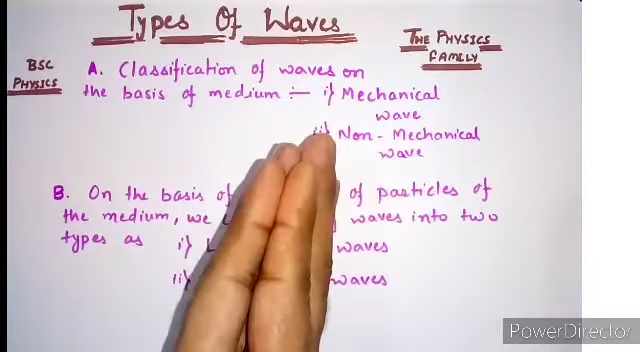 Types Of Waves
THE PHYSICS
FAMELY
BSC
PHYSICS
A. Classification of waves on
the basis of medium :— i) Mechanical
wave
ii) Non - Mechanical
wave
B. On the basis of of particles of
the medium, we waves into two
types as i) waves
ii) waves
PowerDirector